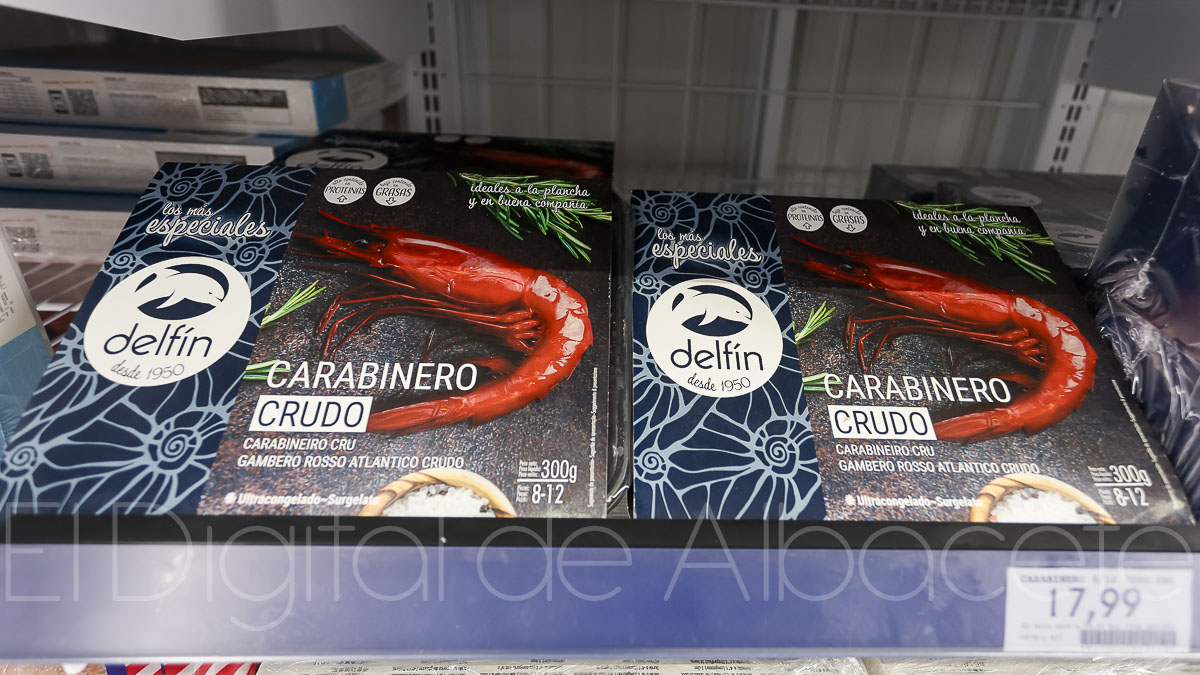 los más
especiales
delfín
desde 1950
PROTEÍNAS
GRASAS
ideales a la plancha
y en buena compañía
CARABINERO
CRUDO
CARABINEIRO CRU
GAMBERO ROSSO ATLANTICO CRUDO
Ultracongelado-Surgelato
300g
8-12
los más
especiales
delfín
desde 1950
PROTEÍNAS
GRASAS
ideales a la plancha
y en buena compañía
CARABINERO
CRUDO
CARABINEIRO CRU
GAMBERO ROSSO ATLANTICO CRUDO
Ultracongelado-Surgelato
300g
8-12
El Digital de Albacete
CARABINERO 8/12
17,99